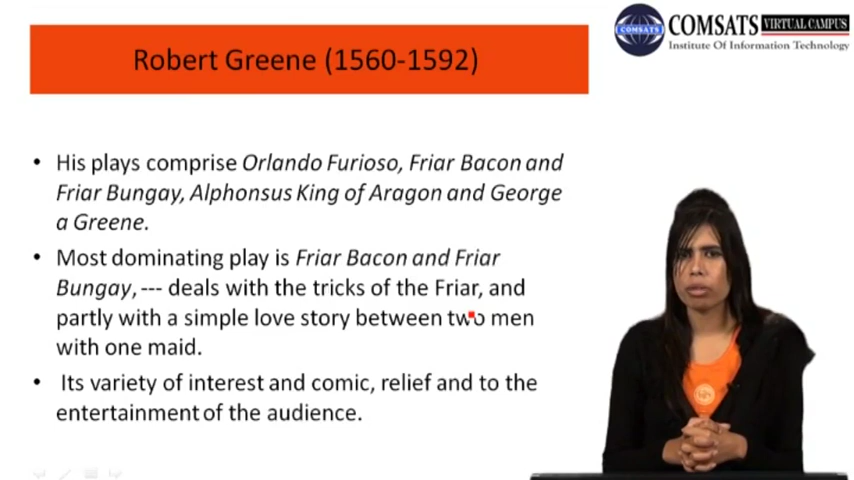 Robert Greene (1560-1592)
COMSATS VIRTUAL CAMPUS
Institute Of Information Technology
COMSATS
• His plays comprise Orlando Furioso, Friar Bacon and
Friar Bungay, Alphonsus King of Aragon and George
a Greene.
• Most dominating play is Friar Bacon and Friar
Bungay, --- deals with the tricks of the Friar, and
partly with a simple love story between two men
with one maid.
• Its variety of interest and comic, relief and to the
entertainment of the audience.